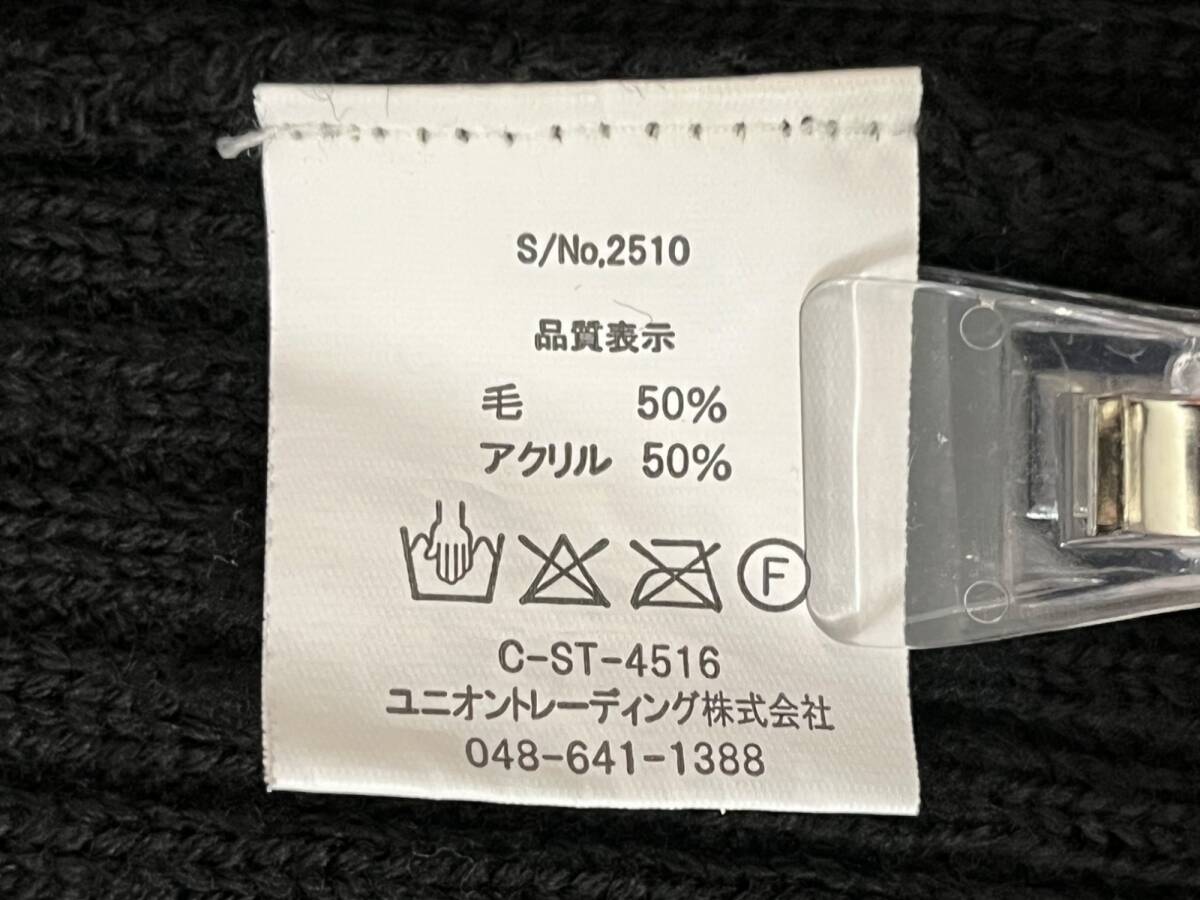 S/No,2510
品質表示
毛 50%
アクリル 50%
F
C-ST-4516
ユニオントレーディング株式会社
048-641-1388